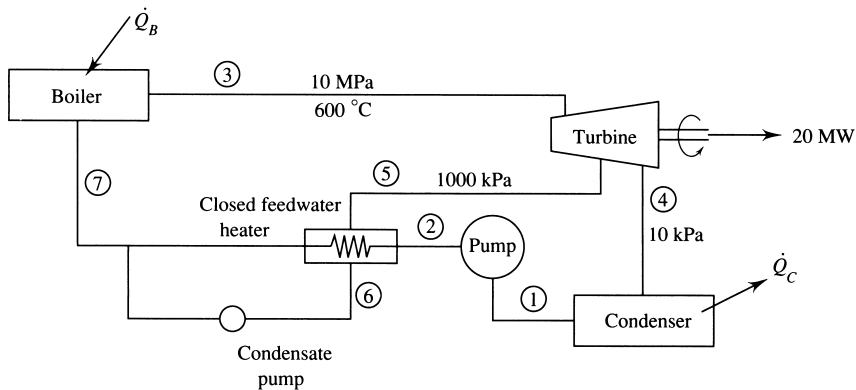 Q̇_B
③
10 MPa
Boiler
600 °C
Turbine
20 MW
⑦
⑤
1000 kPa
④
Closed feedwater
heater
②
Pump
10 kPa
Q̇_C
⑥
①
Condenser
Condensate
pump